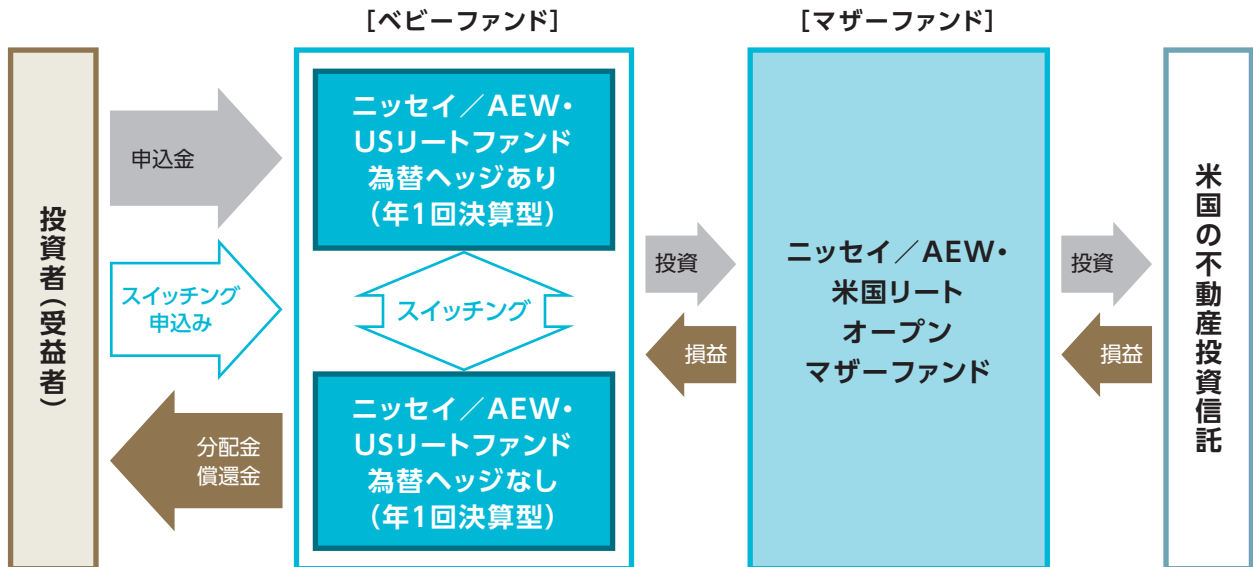 [ベビーファンド]
[マザーファンド]
投資者（受益者）
申込金
スイッチング
申込み
分配金
償還金
ニッセイ／AEW・
USリートファンド
為替ヘッジあり
（年1回決算型）
スイッチング
ニッセイ／AEW・
USリートファンド
為替ヘッジなし
（年1回決算型）
投資
損益
ニッセイ／AEW・
米国リート
オープン
マザーファンド
投資
損益
米国の不動産投資信託